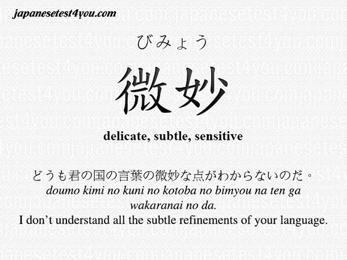 japanesetest4you.com
びみょう
微妙
delicate, subtle, sensitive
どうも君の国の言葉の微妙な点がわからないのだ。
doumo kimi no kuni no kotoba no bimyou na ten ga
wakaranai no da.
I don't understand all the subtle refinements of your language.